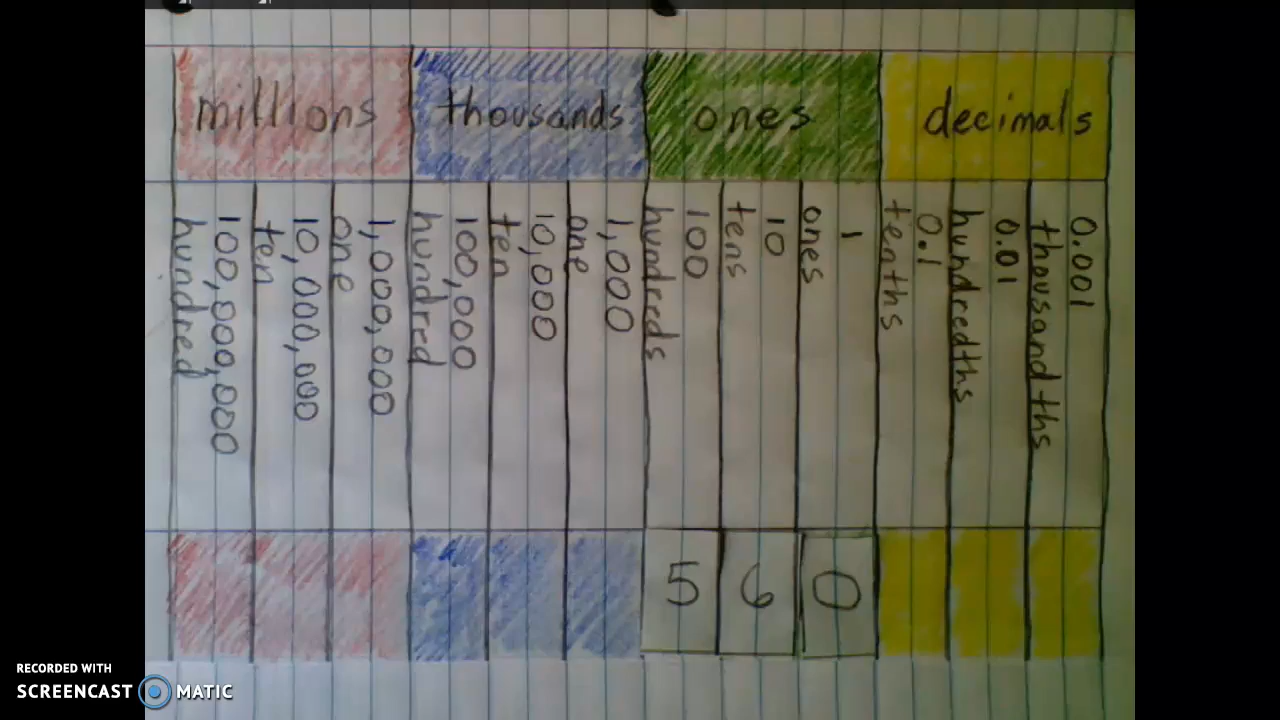 millions thousands ones decimals
hundred
100,000,000
ten
10,000,000
one
1,000,000
hundred
100,000
ten
10,000
one
1,000
hundreds
100
tens
10
ones
1
tenths
0.1
hundredths
0.01
thousandths
0.001
5 6 0
RECORDED WITH
SCREENCAST MATIC